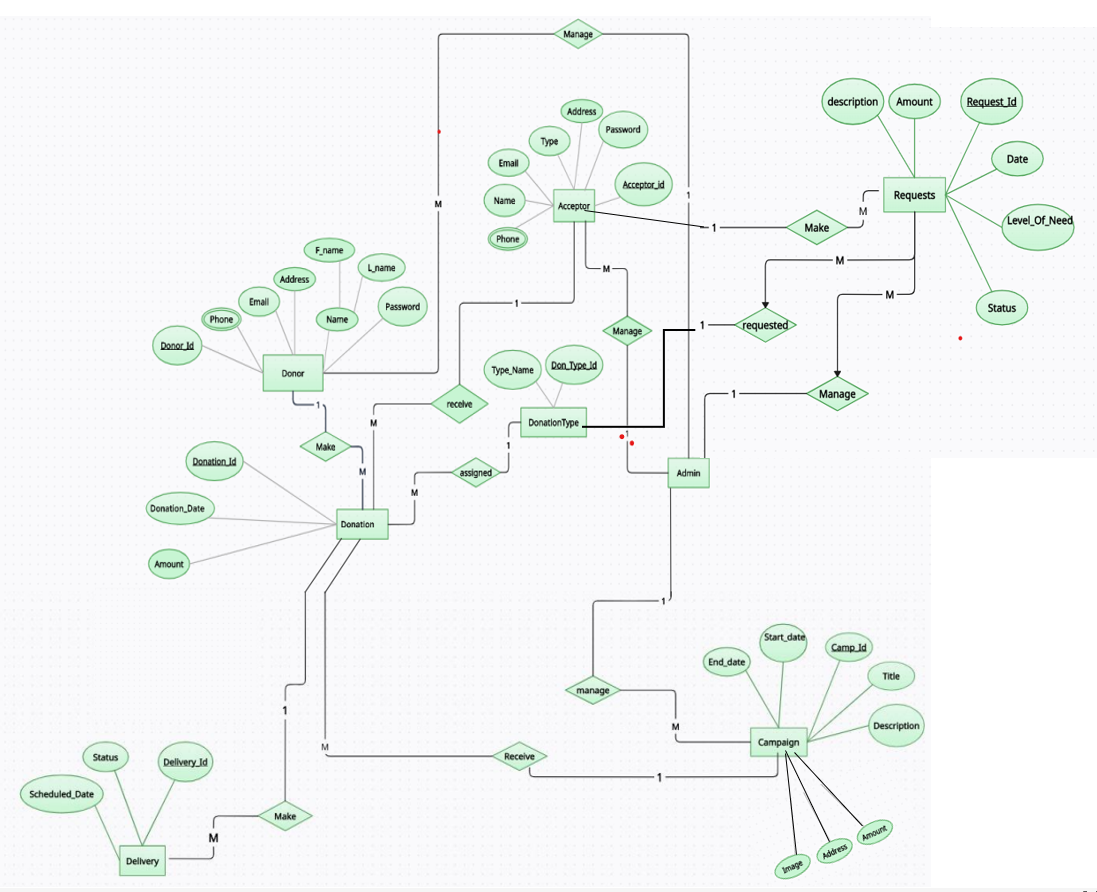 Manage
description
Amount
Request_Id
Address
Type
Password
Email
Date
Acceptor_id
Name
Acceptor
Requests
1
M
M
Phone
1
Make
Level_Of_Need
F_name
L_name
Address
M
M
Email
M
Password
1
Status
Phone
Name
1
requested
Manage
Donor_Id
Don_Type_Id
Type_Name
Donor
1
Manage
receive
1
M
DonationType
1
Make
1
Donation_Id
M
assigned
Admin
M
Donation_Date
Donation
Amount
1
Start_date
End_date
Camp_Id
Title
manage
1
M
Description
Campaign
M
Status
Receive
Delivery_Id
1
Scheduled_Date
Make
M
Amount
Address
Delivery
Image